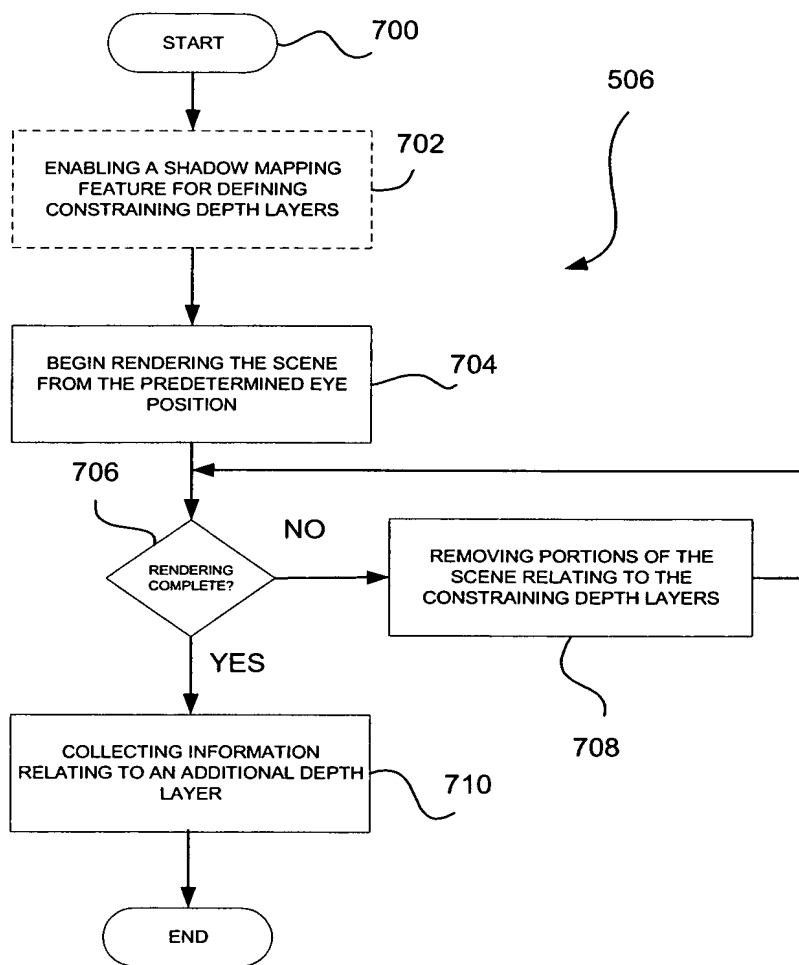 START
700
506
ENABLING A SHADOW MAPPING
FEATURE FOR DEFINING
CONSTRAINING DEPTH LAYERS
702
BEGIN RENDERING THE SCENE
FROM THE PREDETERMINED EYE
POSITION
704
706
RENDERING
COMPLETE?
NO
REMOVING PORTIONS OF THE
SCENE RELATING TO THE
CONSTRAINING DEPTH LAYERS
708
YES
COLLECTING INFORMATION
RELATING TO AN ADDITIONAL DEPTH
LAYER
710
END